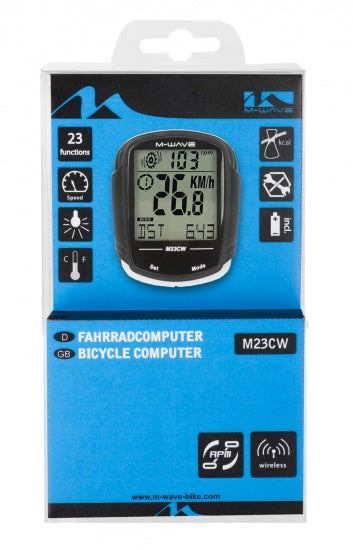 M-WAVE
23
functions
Speed
C F
kcal
incl.
M-WAVE
103 rpm
26.8 KM/h
BIKE
DST 643
M23CW
Set Mode
D FAHRRADCOMPUTER
GB BICYCLE COMPUTER
M23CW
RPM
wireless
www.m-wave-bike.com